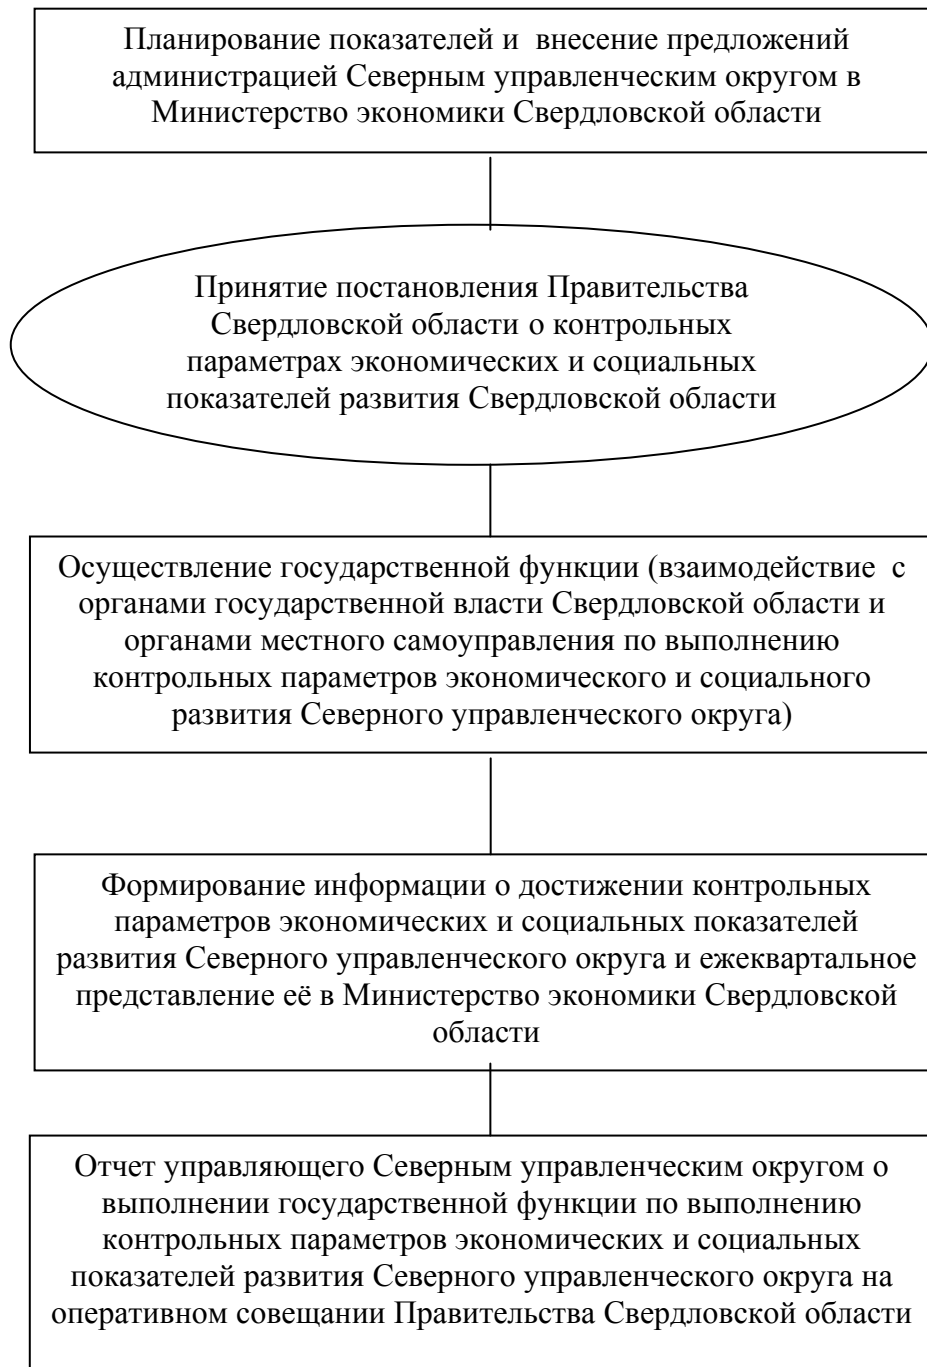 Планирование показателей и внесение предложений
администрацией Северным управленческим округом в
Министерство экономики Свердловской области
Принятие постановления Правительства
Свердловской области о контрольных
параметрах экономических и социальных
показателей развития Свердловской области
Осуществление государственной функции (взаимодействие с
органами государственной власти Свердловской области и
органами местного самоуправления по выполнению
контрольных параметров экономического и социального
развития Северного управленческого округа)
Формирование информации о достижении контрольных
параметров экономических и социальных показателей
развития Северного управленческого округа и ежеквартальное
представление её в Министерство экономики Свердловской
области
Отчет управляющего Северным управленческим округом о
выполнении государственной функции по выполнению
контрольных параметров экономических и социальных
показателей развития Северного управленческого округа на
оперативном совещании Правительства Свердловской области